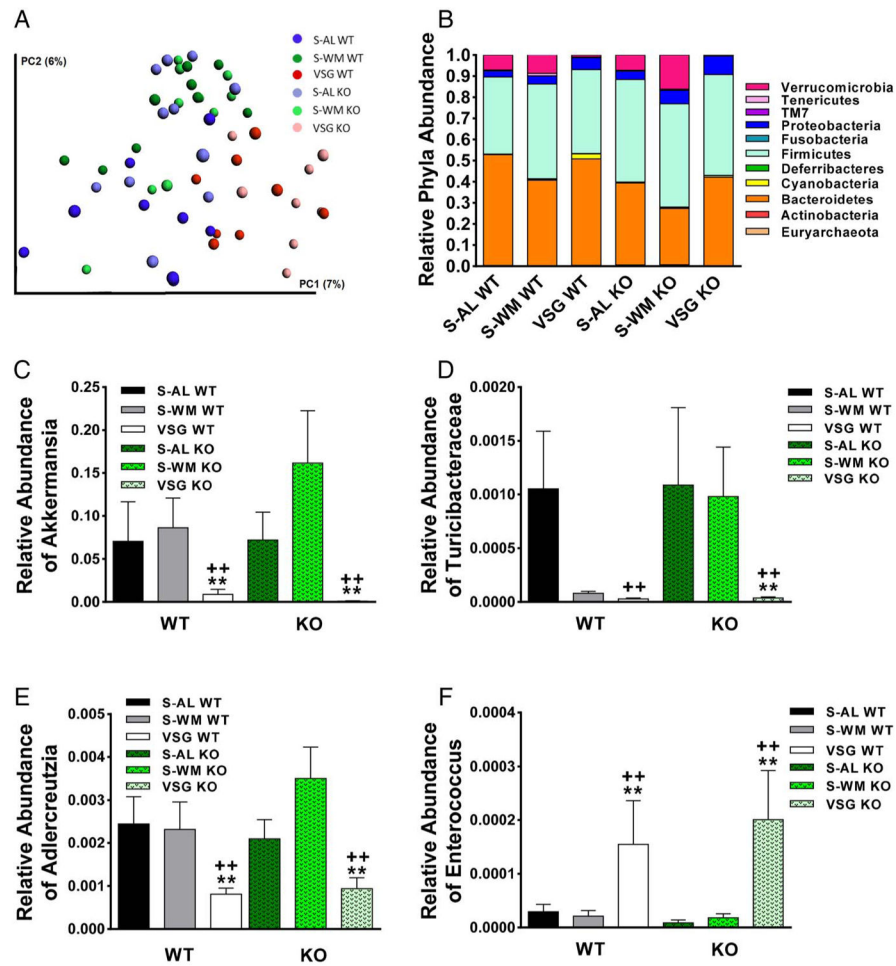 A
PC2 (6%)
PC1 (7%)
S-AL WT
S-WM WT
VSG WT
S-AL KO
S-WM KO
VSG KO
B
Relative Phyla Abundance
1.0
0.9
0.8
0.7
0.6
0.5
0.4
0.3
0.2
0.1
0.0
S-AL WT
S-WM WT
VSG WT
S-AL KO
S-WM KO
VSG KO
Verrucomicrobia
Tenericutes
TM7
Proteobacteria
Fusobacteria
Firmicutes
Deferribacteres
Cyanobacteria
Bacteroidetes
Actinobacteria
Euryarchaeota
C
Relative Abundance
of Akkermansia
0.25
0.20
0.15
0.10
0.05
0.00
S-AL WT
S-WM WT
VSG WT
S-AL KO
S-WM KO
VSG KO
++
**
++
**
WT
KO
D
Relative Abundance
of Turicibacteraceae
0.0020
0.0015
0.0010
0.0005
0.0000
++
++
**
WT
KO
S-AL WT
S-WM WT
VSG WT
S-AL KO
S-WM KO
VSG KO
E
Relative Abundance
of Adlercreutzia
0.005
0.004
0.003
0.002
0.001
0.000
S-AL WT
S-WM WT
VSG WT
S-AL KO
S-WM KO
VSG KO
++
**
++
**
WT
KO
F
Relative Abundance
of Enterococcus
0.0004
0.0003
0.0002
0.0001
0.0000
++
**
++
**
WT
KO
S-AL WT
S-WM WT
VSG WT
S-AL KO
S-WM KO
VSG KO